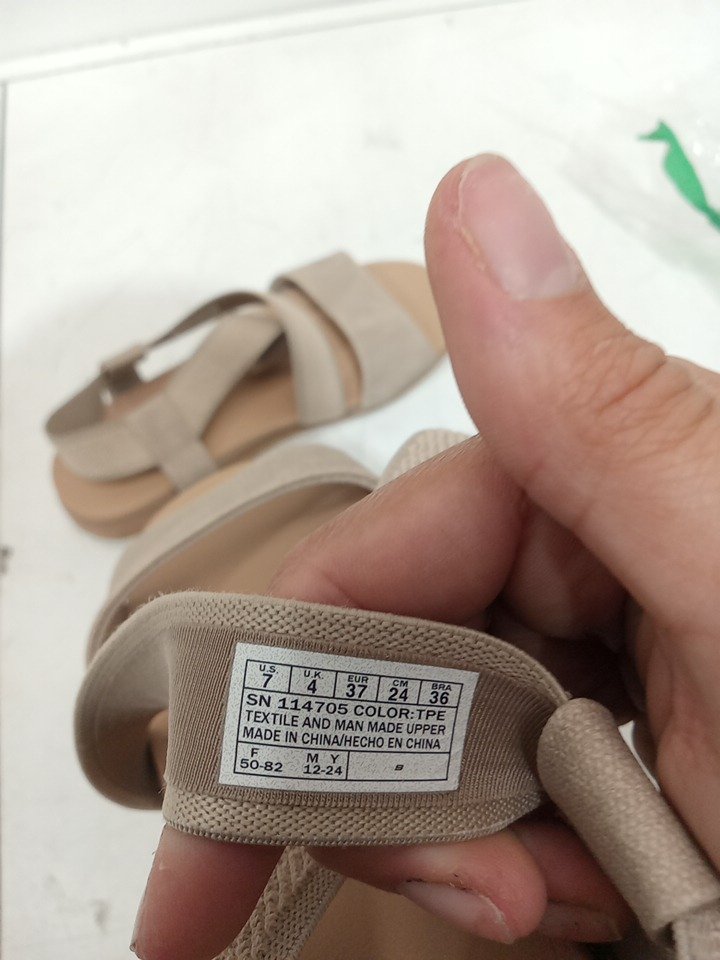 U.S. U.K. EUR CM BRA
7 4 37 24 36
SN 114705 COLOR:TPE
TEXTILE AND MAN MADE UPPER
MADE IN CHINA/HECHO EN CHINA
F M Y
50-82 12-24